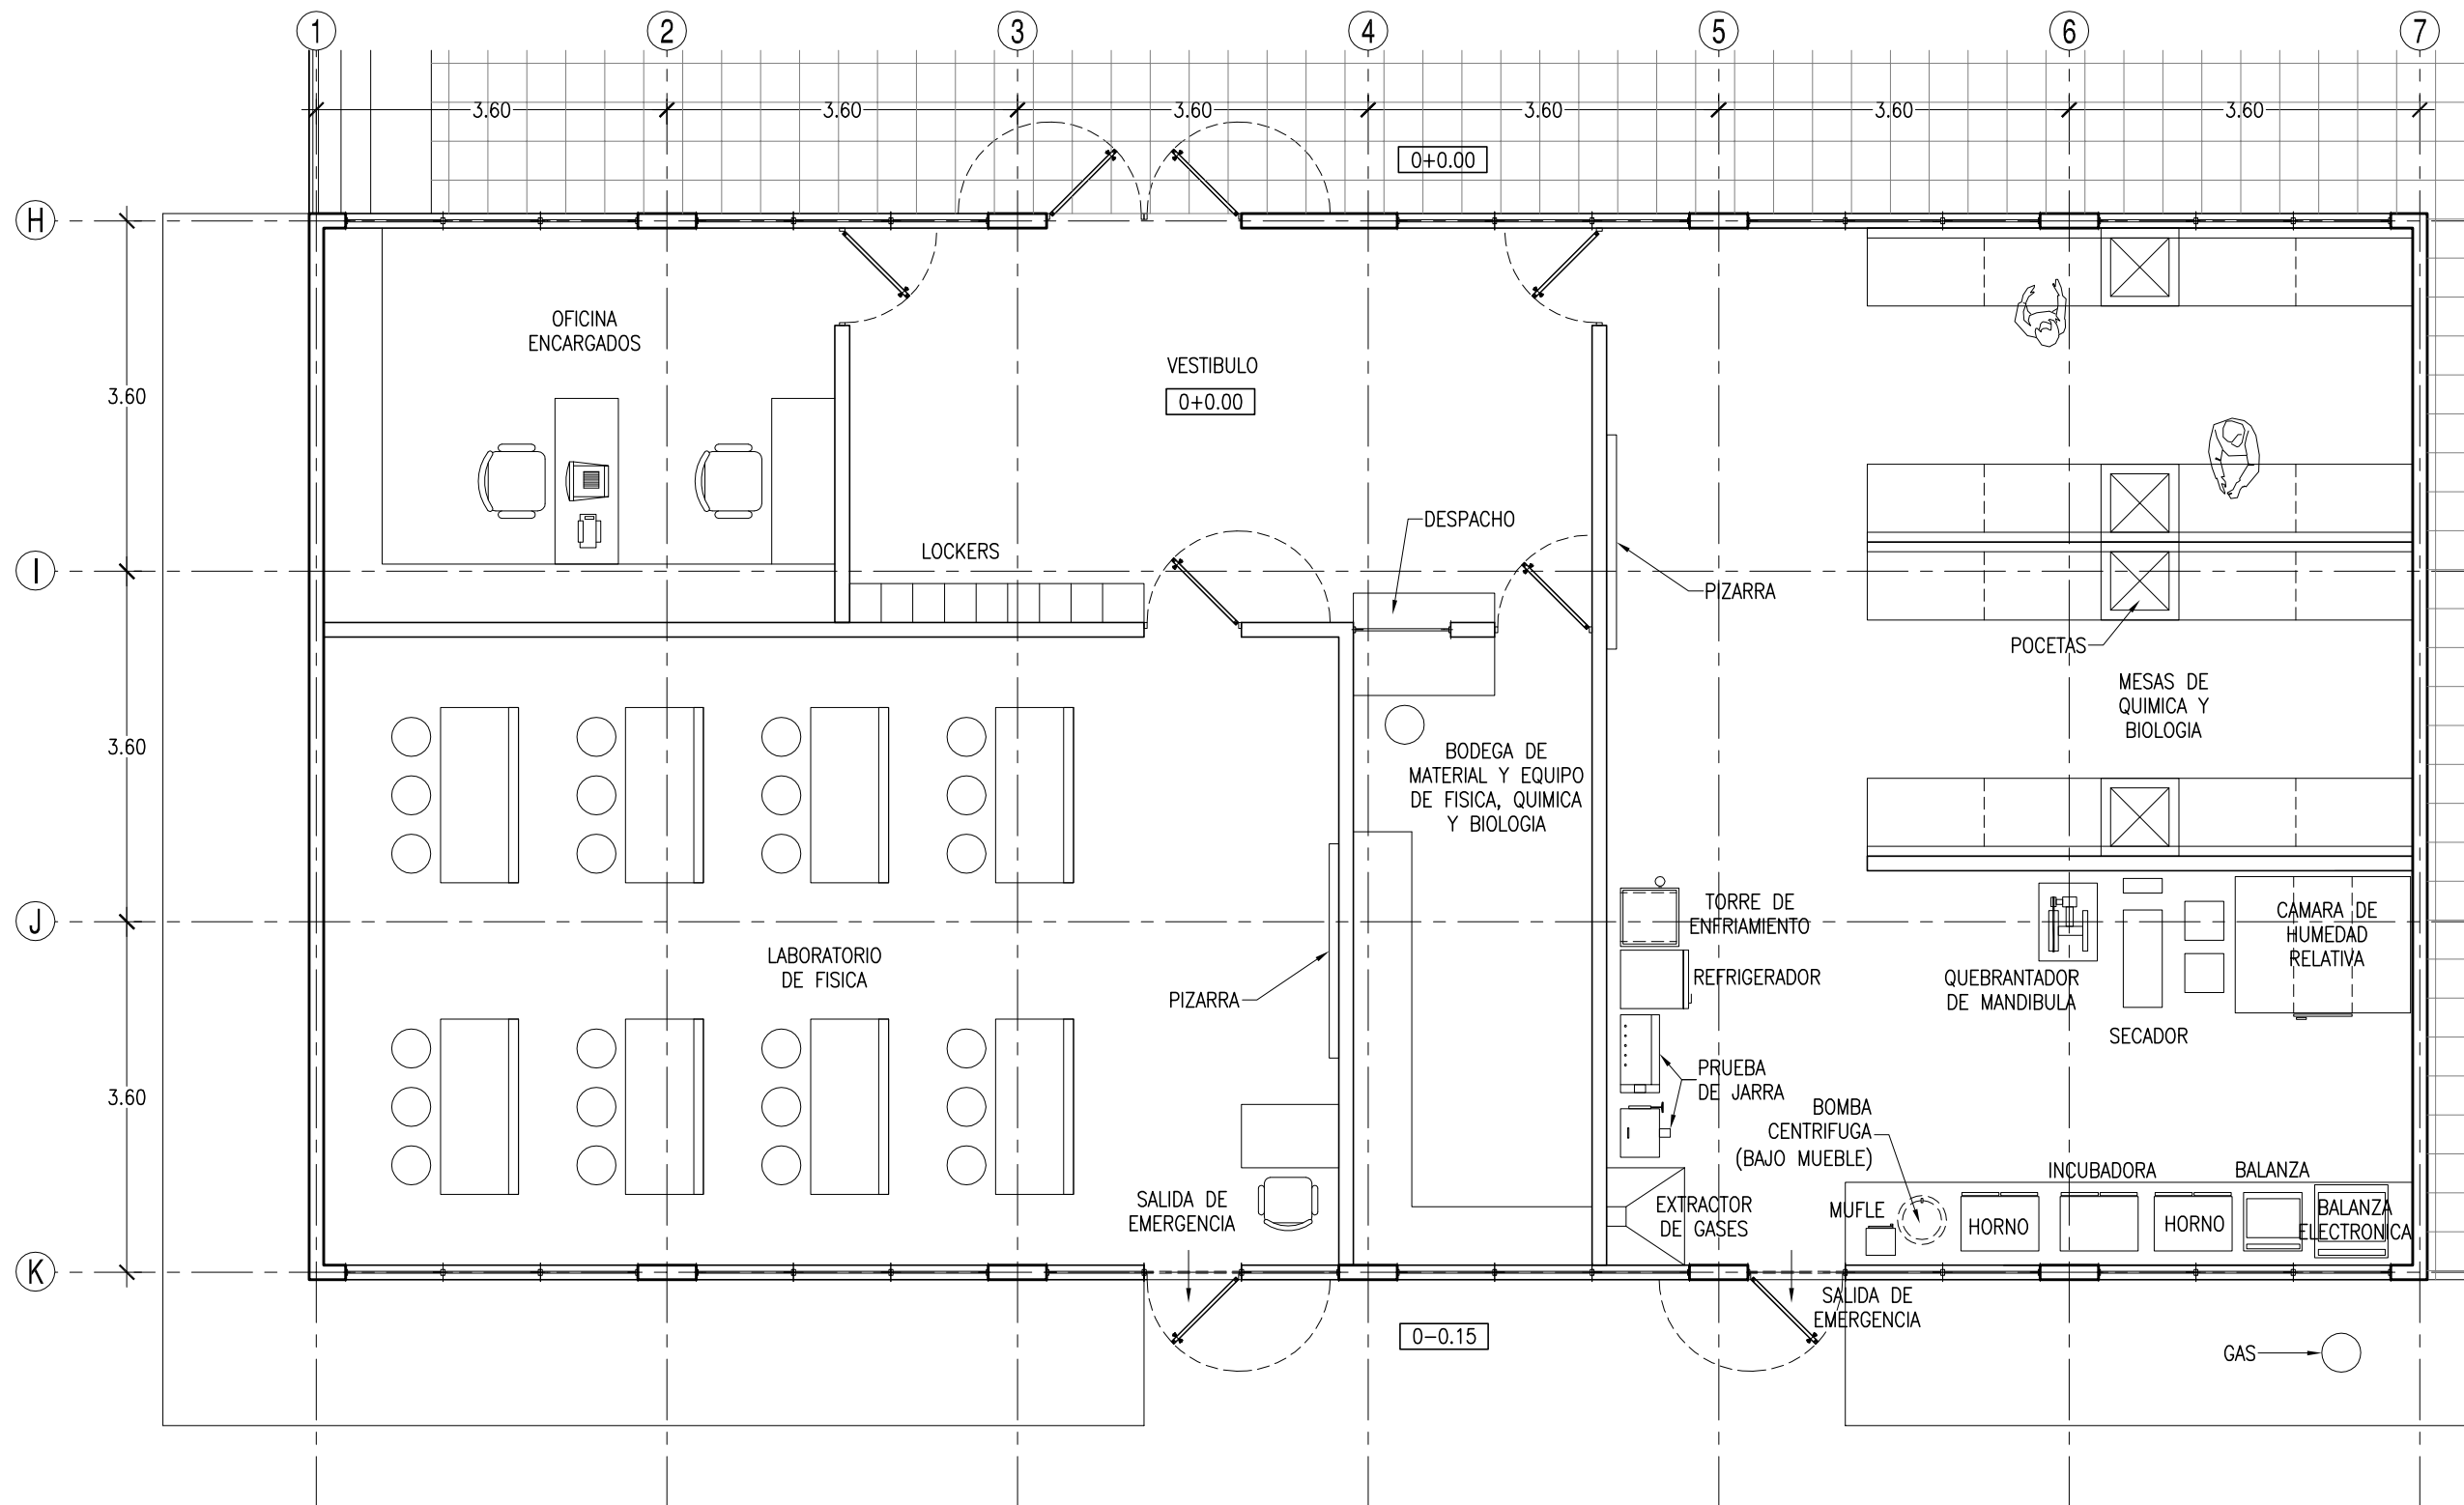 1
2
3
4
5
6
7
3.60
3.60
3.60
3.60
3.60
3.60
0+0.00
H
OFICINA
ENCARGADOS
VESTIBULO
0+0.00
3.60
DESPACHO
LOCKERS
I
PIZARRA
POCETAS
MESAS DE
QUIMICA Y
BIOLOGIA
3.60
BODEGA DE
MATERIAL Y EQUIPO
DE FISICA, QUIMICA
Y BIOLOGIA
J
TORRE DE
ENFRIAMIENTO
CAMARA DE
HUMEDAD
RELATIVA
LABORATORIO
DE FISICA
REFRIGERADOR
QUEBRANTADOR
DE MANDIBULA
PIZARRA
SECADOR
3.60
PRUEBA
DE JARRA
BOMBA
CENTRIFUGA
(BAJO MUEBLE)
INCUBADORA
BALANZA
SALIDA DE
EMERGENCIA
EXTRACTOR
DE GASES
MUFLE
HORNO
HORNO
BALANZA
ELECTRONICA
K
SALIDA DE
EMERGENCIA
0-0.15
GAS